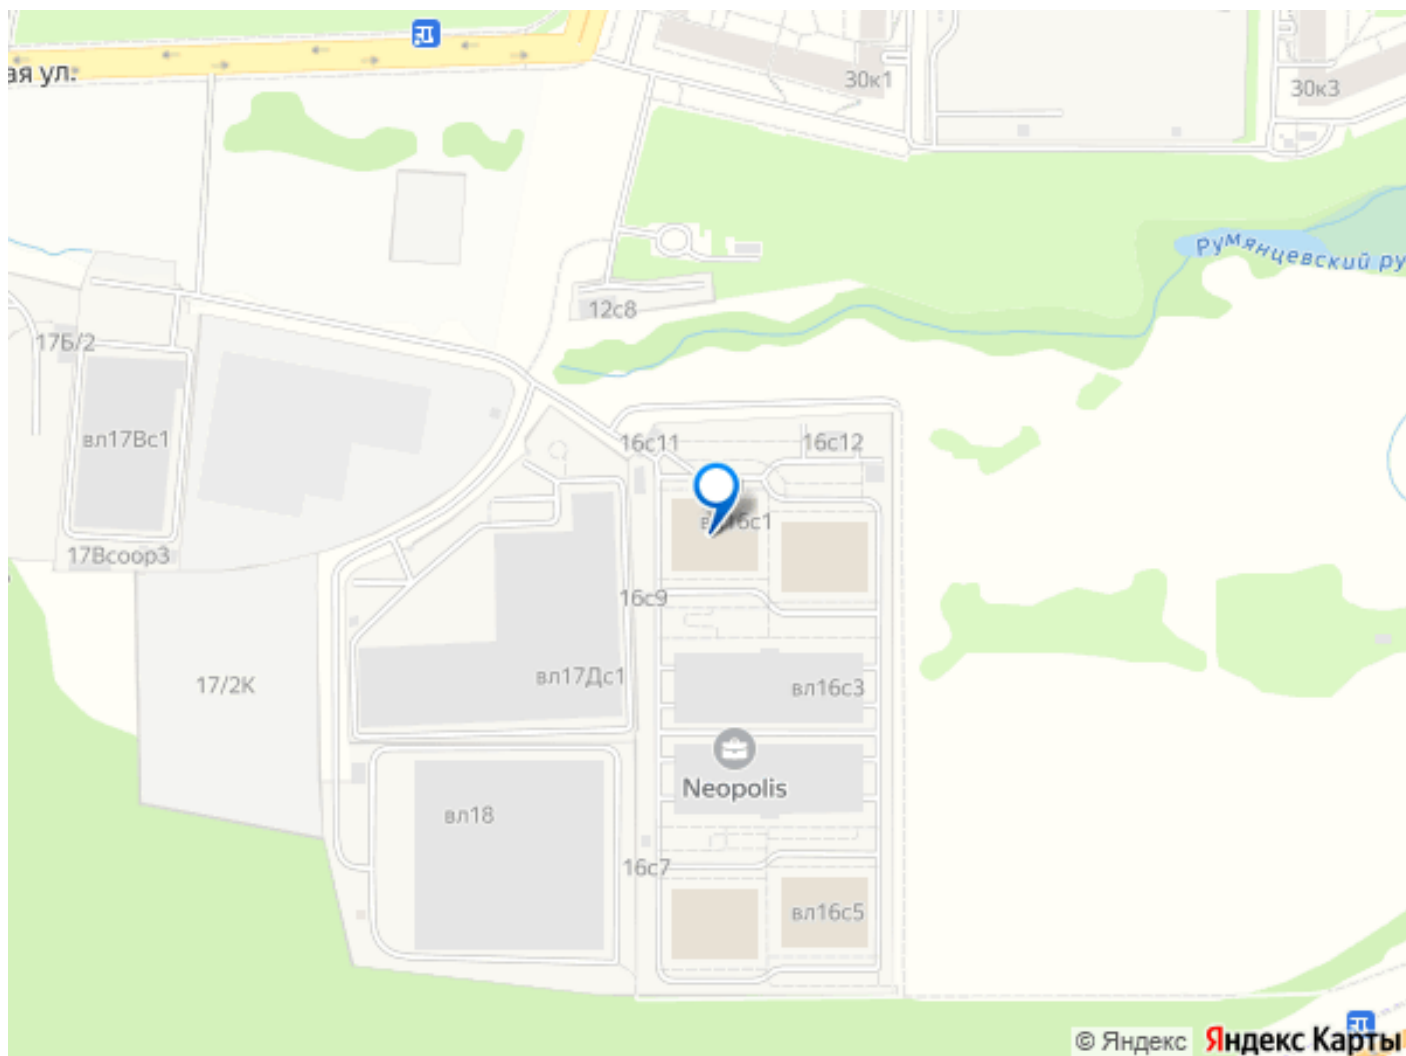 ая ул.
30к1
30к3
Румянцевский ру
12с8
17Б/2
вл17Вс1
16с11
16с12
вл16с1
17Всоор3
16с9
вл17Дс1
17/2К
вл16с3
Neopolis
вл18
16с7
вл16с5
© Яндекс Яндекс Карты